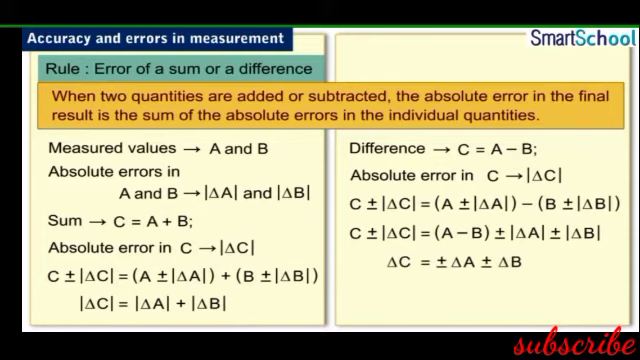 Accuracy and errors in measurement
SmartSchool
Rule : Error of a sum or a difference
When two quantities are added or subtracted, the absolute error in the final
result is the sum of the absolute errors in the individual quantities.
Measured values → A and B
Absolute errors in
A and B → |ΔA| and |ΔB|
Sum → C = A + B;
Absolute error in C → |ΔC|
C ± |ΔC| = (A ± |ΔA|) + (B ± |ΔB|)
|ΔC| = |ΔA| + |ΔB|
Difference → C = A – B;
Absolute error in C → |ΔC|
C ± |ΔC| = (A ± |ΔA|) – (B ± |ΔB|)
C ± |ΔC| = (A – B) ± |ΔA| ± |ΔB|
ΔC = ± ΔA ± ΔB
subscribe